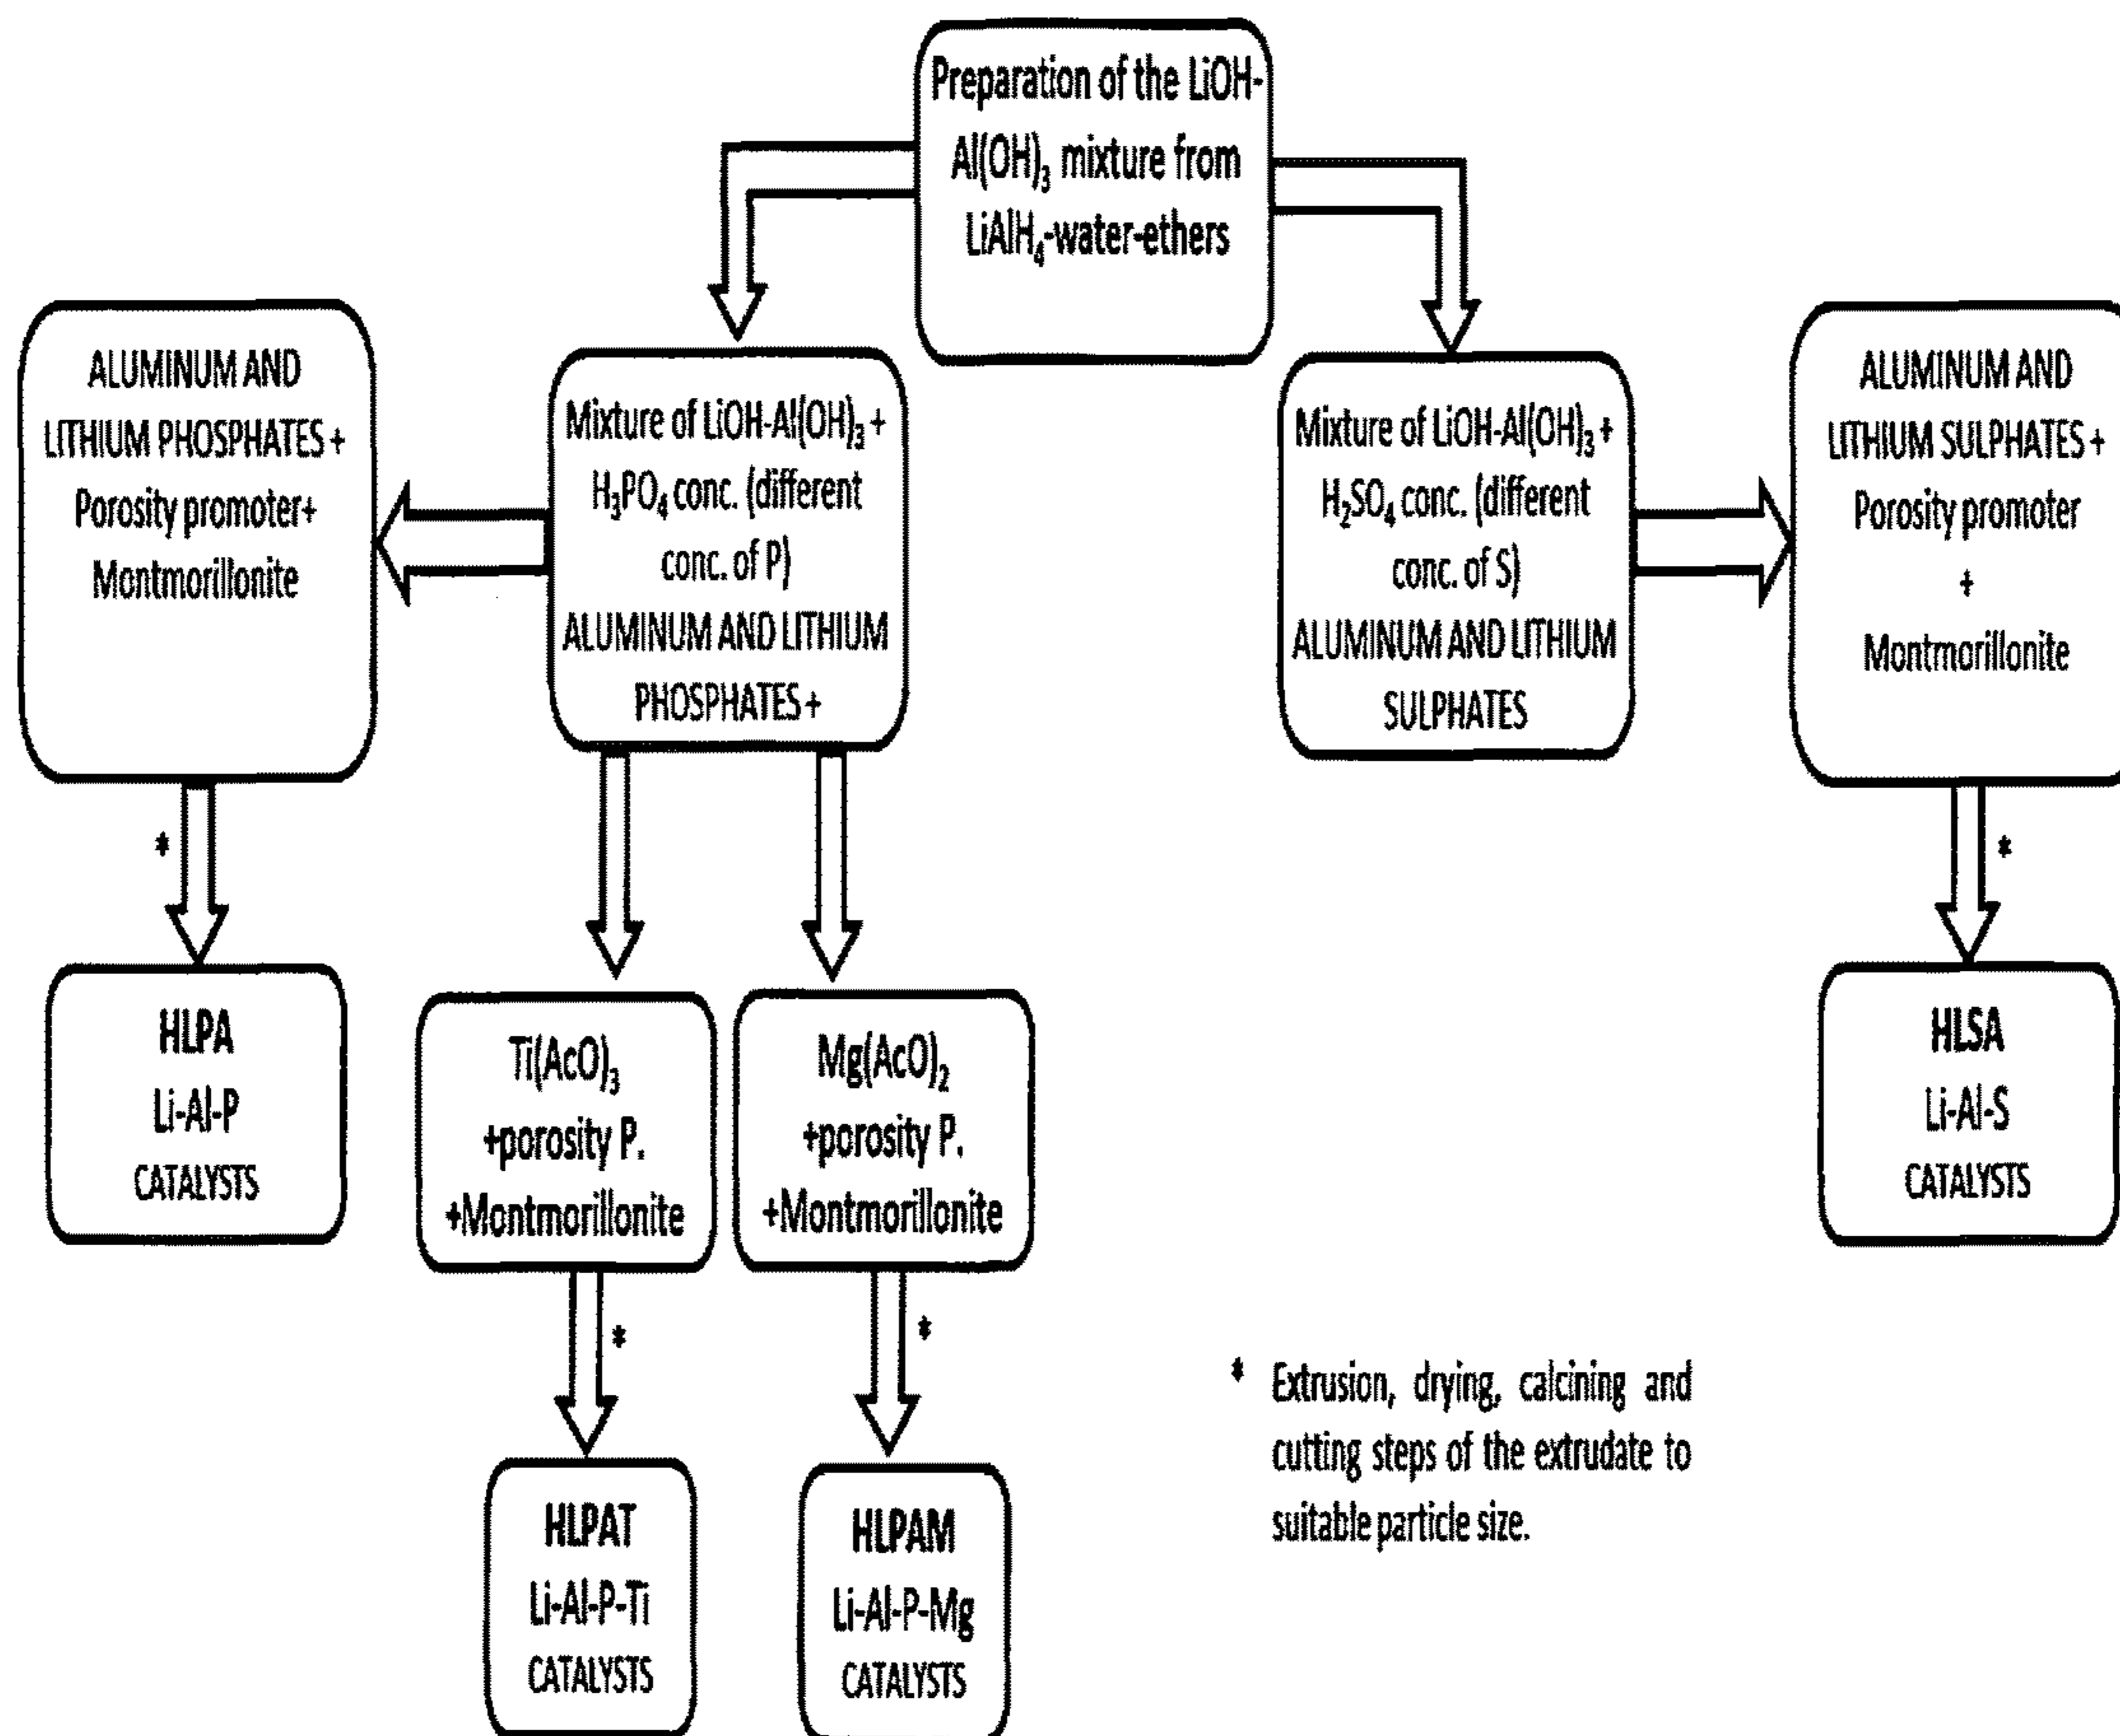 Preparation of the LiOH-
Al(OH)₃ mixture from
LiAlH₄-water-ethers
ALUMINUM AND
LITHIUM PHOSPHATES +
Porosity promoter+
Montmorillonite
Mixture of LiOH-Al(OH)₃ +
H₃PO₄ conc. (different
conc. of P)
ALUMINUM AND LITHIUM
PHOSPHATES +
Mixture of LiOH-Al(OH)₃ +
H₂SO₄ conc. (different
conc. of S)
ALUMINUM AND LITHIUM
SULPHATES
ALUMINUM AND
LITHIUM SULPHATES +
Porosity promoter
+
Montmorillonite
*
*
HLPA
Li-Al-P
CATALYSTS
Ti(AcO)₃
+porosity P.
+Montmorillonite
Mg(AcO)₂
+porosity P.
+Montmorillonite
HLSA
Li-Al-S
CATALYSTS
*
*
HLPAT
Li-Al-P-Ti
CATALYSTS
HLPAM
Li-Al-P-Mg
CATALYSTS
* Extrusion, drying, calcining and
cutting steps of the extrudate to
suitable particle size.